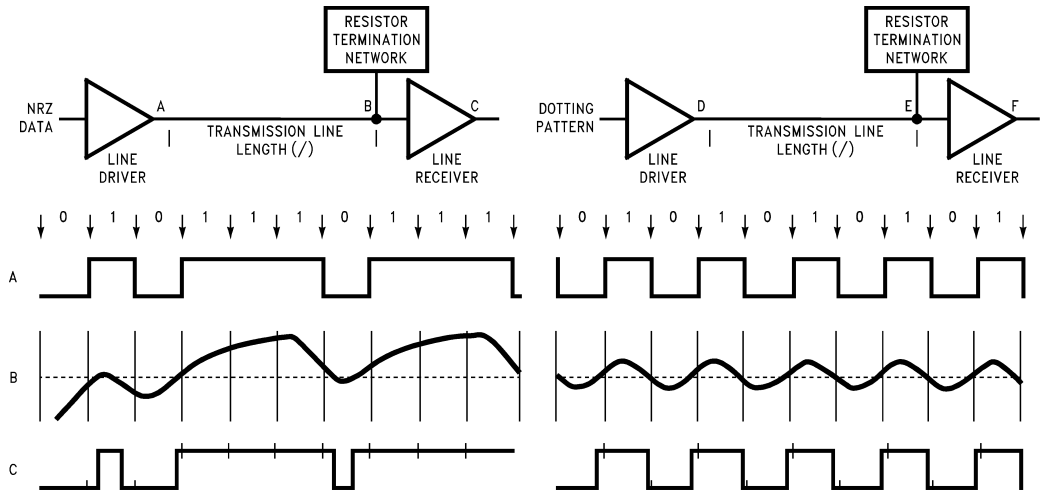 RESISTOR
TERMINATION
NETWORK
RESISTOR
TERMINATION
NETWORK
NRZ
DATA
A
B
C
DOTTING
PATTERN
D
E
F
TRANSMISSION LINE
LENGTH (/)
TRANSMISSION LINE
LENGTH (/)
LINE
DRIVER
LINE
RECEIVER
LINE
DRIVER
LINE
RECEIVER
0 1 0 1 1 1 0 1 1 1
0 1 0 1 0 1 0 1 0 1
A
B
C